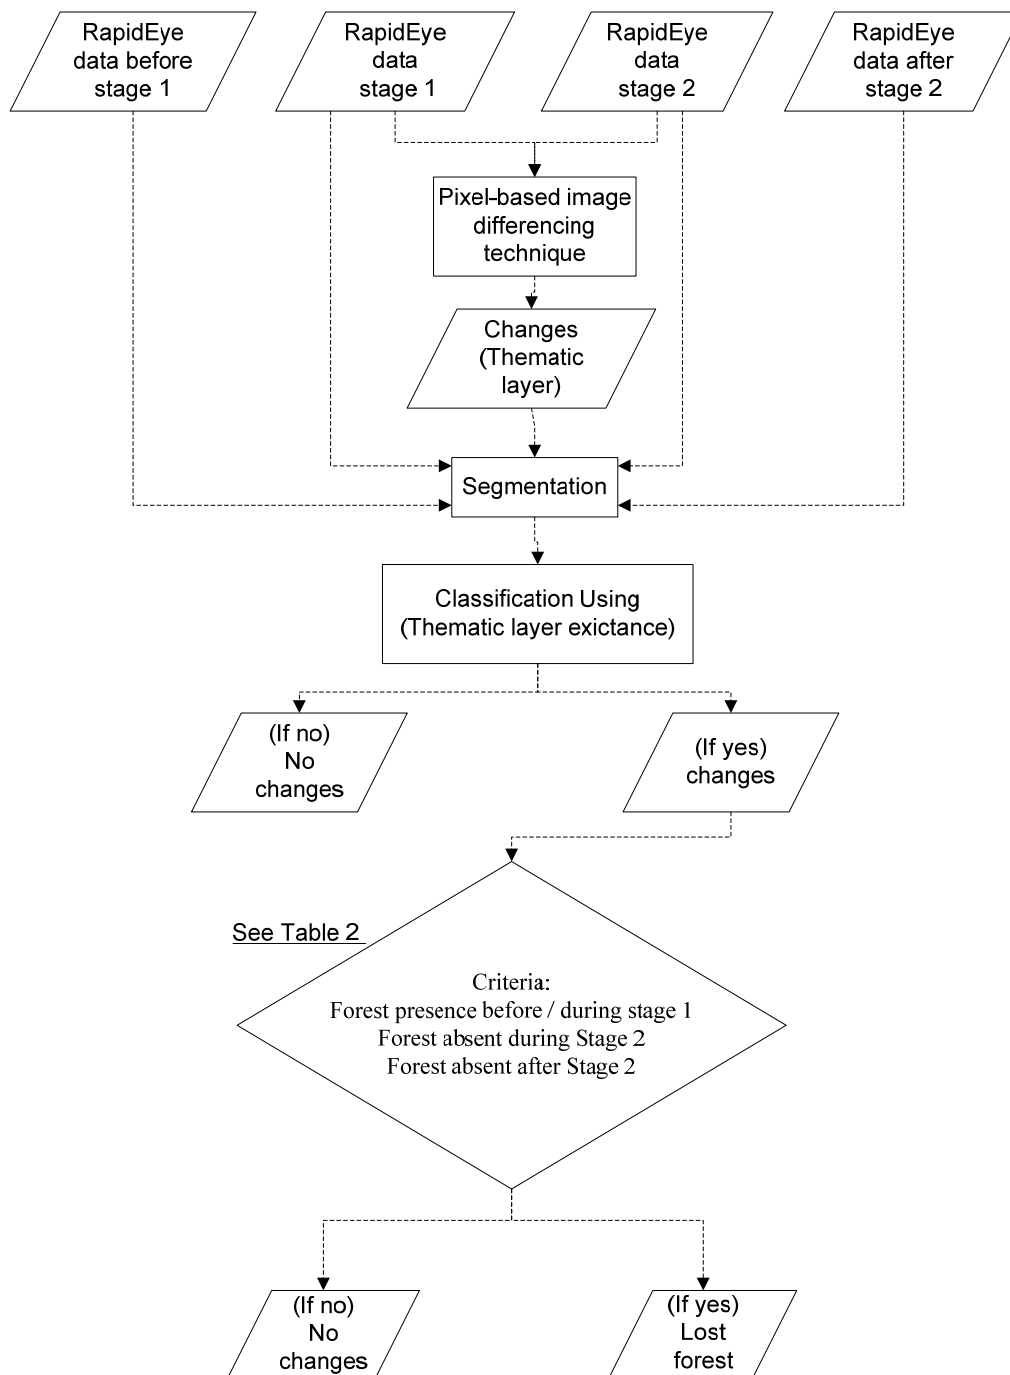 RapidEye
data before
stage 1
RapidEye
data
stage 1
RapidEye
data
stage 2
RapidEye
data after
stage 2
Pixel-based image
differencing
technique
Changes
(Thematic
layer)
Segmentation
Classification Using
(Thematic layer exictance)
(If no)
No
changes
(If yes)
changes
See Table 2
Criteria:
Forest presence before / during stage 1
Forest absent during Stage 2
Forest absent after Stage 2
(If no)
No
changes
(If yes)
Lost
forest